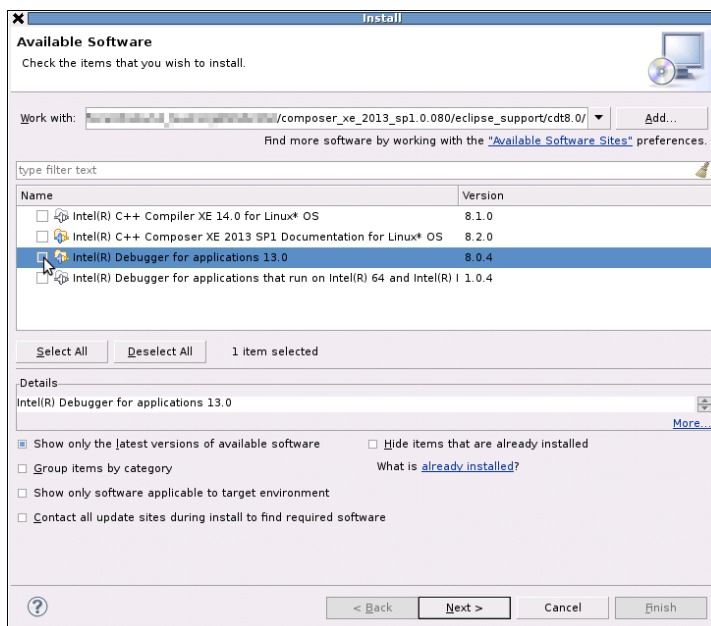 Install
Available Software
Check the items that you wish to install.
Work with: /composer_xe_2013_sp1.0.080/eclipse_support/cdt8.0/ Add...
Find more software by working with the "Available Software Sites" preferences.
type filter text
Name Version
Intel(R) C++ Compiler XE 14.0 for Linux* OS 8.1.0
Intel(R) C++ Composer XE 2013 SP1 Documentation for Linux* OS 8.2.0
Intel(R) Debugger for applications 13.0 8.0.4
Intel(R) Debugger for applications that run on Intel(R) 64 and Intel(R) I 1.0.4
Select All Deselect All 1 item selected
Details
Intel(R) Debugger for applications 13.0
More...
Show only the latest versions of available software Hide items that are already installed
Group items by category What is already installed?
Show only software applicable to target environment
Contact all update sites during install to find required software
? < Back Next > Cancel Finish